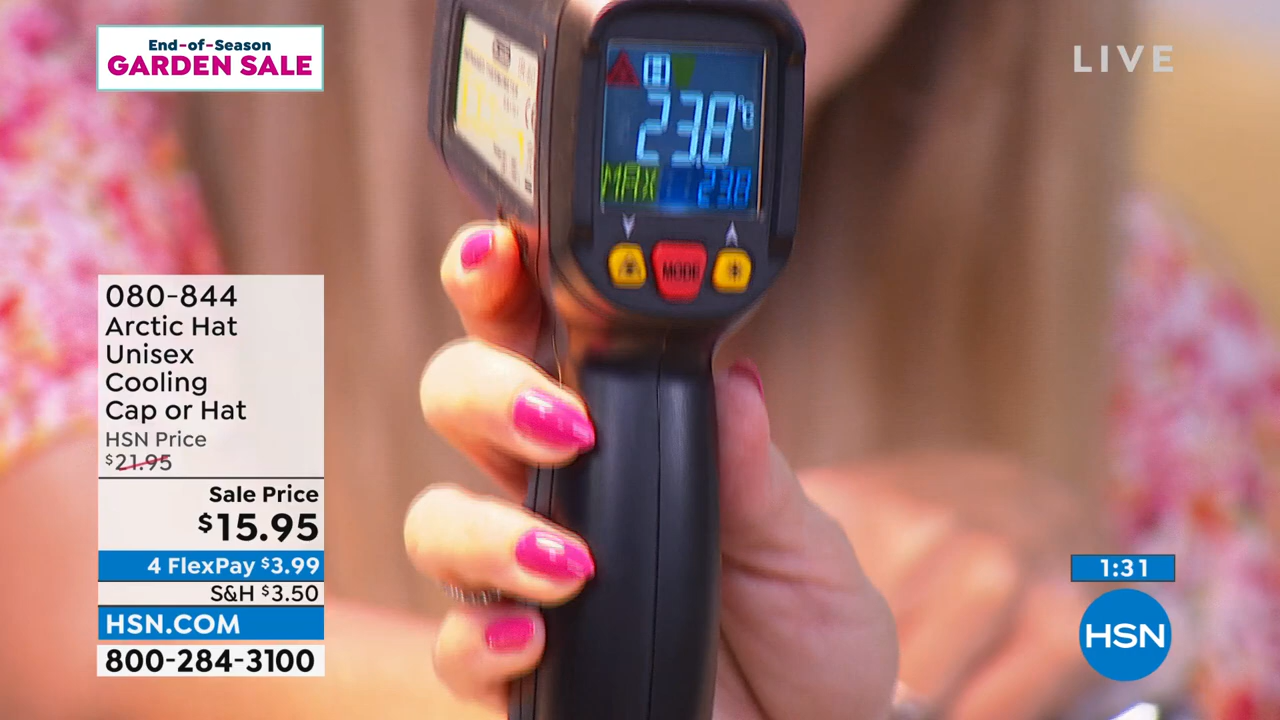 End-of-Season
GARDEN SALE
LIVE
23.8
MAX 23.8
MODE
080-844
Arctic Hat
Unisex
Cooling
Cap or Hat
HSN Price
$21.95
Sale Price
$15.95
4 FlexPay $3.99
S&H $3.50
HSN.COM
800-284-3100
1:31
HSN